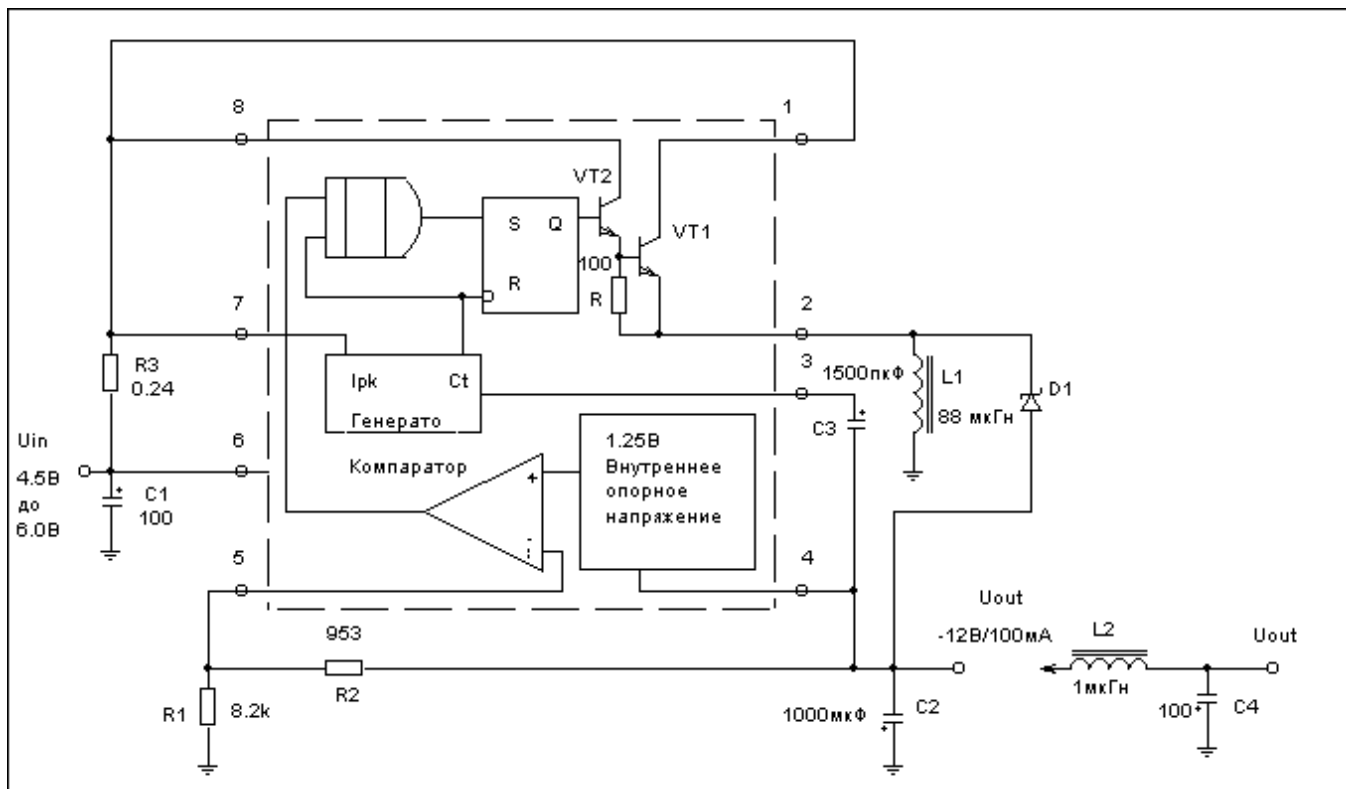 8
1
VT2
S Q
VT1
100
R
R
7
2
R3
0.24
Ipk Ct
Генерато
3
1500пкФ
L1
88 мкГн
D1
C3
Uin
4.5В
до
6.0В
6
C1
100
Компаратор
1.25В
Внутреннее
опорное
напряжение
5
4
953
R2
Uout
-12В/100мА
L2
Uout
1мкГн
R1
8.2k
1000мкФ
C2
100
C4